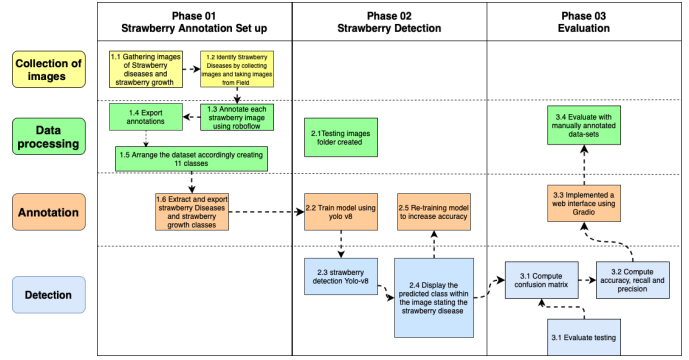 Phase 01
Strawberry Annotation Set up
Phase 02
Strawberry Detection
Phase 03
Evaluation
Collection of
images
1.1 Gathering images
of Strawberry
diseases and
strawberry growth
1.2 Identify Strawberry
Diseases by collecting
images and taking images
from Field
Data
processing
1.4 Export
annotations
1.3 Annotate each
strawberry image
using roboflow
1.5 Arrange the dataset accordingly creating
11 classes
2.1Testing images
folder created
3.4 Evaluate with
manually annotated
data-sets
Annotation
1.6 Extract and export
strawberry Diseases
and strawberry
growth classes
2.2 Train model using
yolo v8
2.5 Re-training model
to increase accuracy
3.3 Implemented a
web interface using
Gradio
Detection
2.3 strawberry
detection Yolo-v8
2.4 Display the
predicted class within
the image stating the
strawberry disease
3.1 Compute
confusion matrix
3.2 Compute
accuracy, recall and
precision
3.1 Evaluate testing